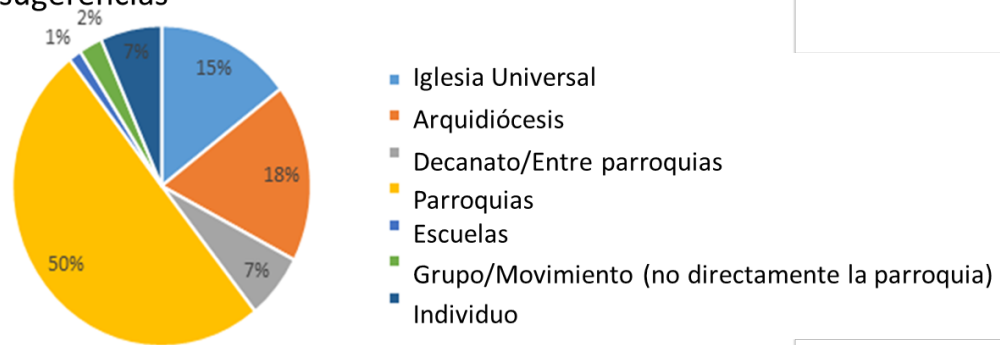 sugerencias
2%
1%
7%
15%
18%
7%
50%
Iglesia Universal
Arquidiócesis
Decanato/Entre parroquias
Parroquias
Escuelas
Grupo/Movimiento (no directamente la parroquia)
Individuo